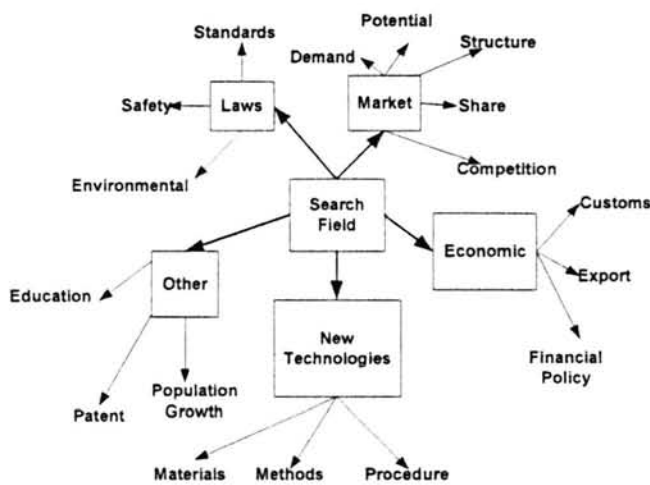 Potential
Standards
Structure
Demand
Safety
Laws
Market
Share
Environmental
Competition
Search
Field
Customs
Economic
Other
Export
Education
New
Technologies
Financial
Policy
Population
Growth
Patent
Materials
Methods
Procedure